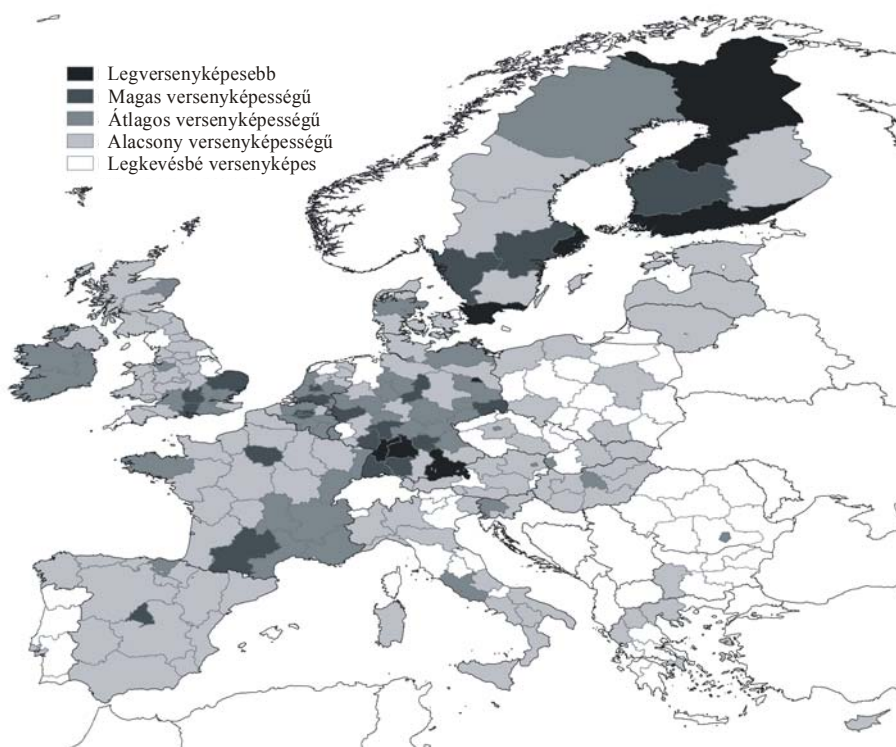 Legversenyképesebb
Magas versenyképességű
Átlagos versenyképességű
Alacsony versenyképességű
Legkevésbé versenyképes